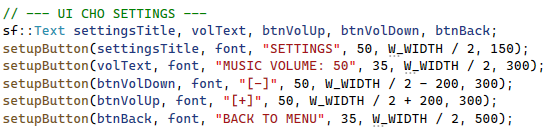 // --- UI CHO SETTINGS ---
sf::Text settingsTitle, volText, btnVolUp, btnVolDown, btnBack;
setupButton(settingsTitle, font, "SETTINGS", 50, W_WIDTH / 2, 150);
setupButton(volText, font, "MUSIC VOLUME: 50", 35, W_WIDTH / 2, 300);
setupButton(btnVolDown, font, "[-]", 50, W_WIDTH / 2 - 200, 300);
setupButton(btnVolUp, font, "[+]", 50, W_WIDTH / 2 + 200, 300);
setupButton(btnBack, font, "BACK TO MENU", 35, W_WIDTH / 2, 500);